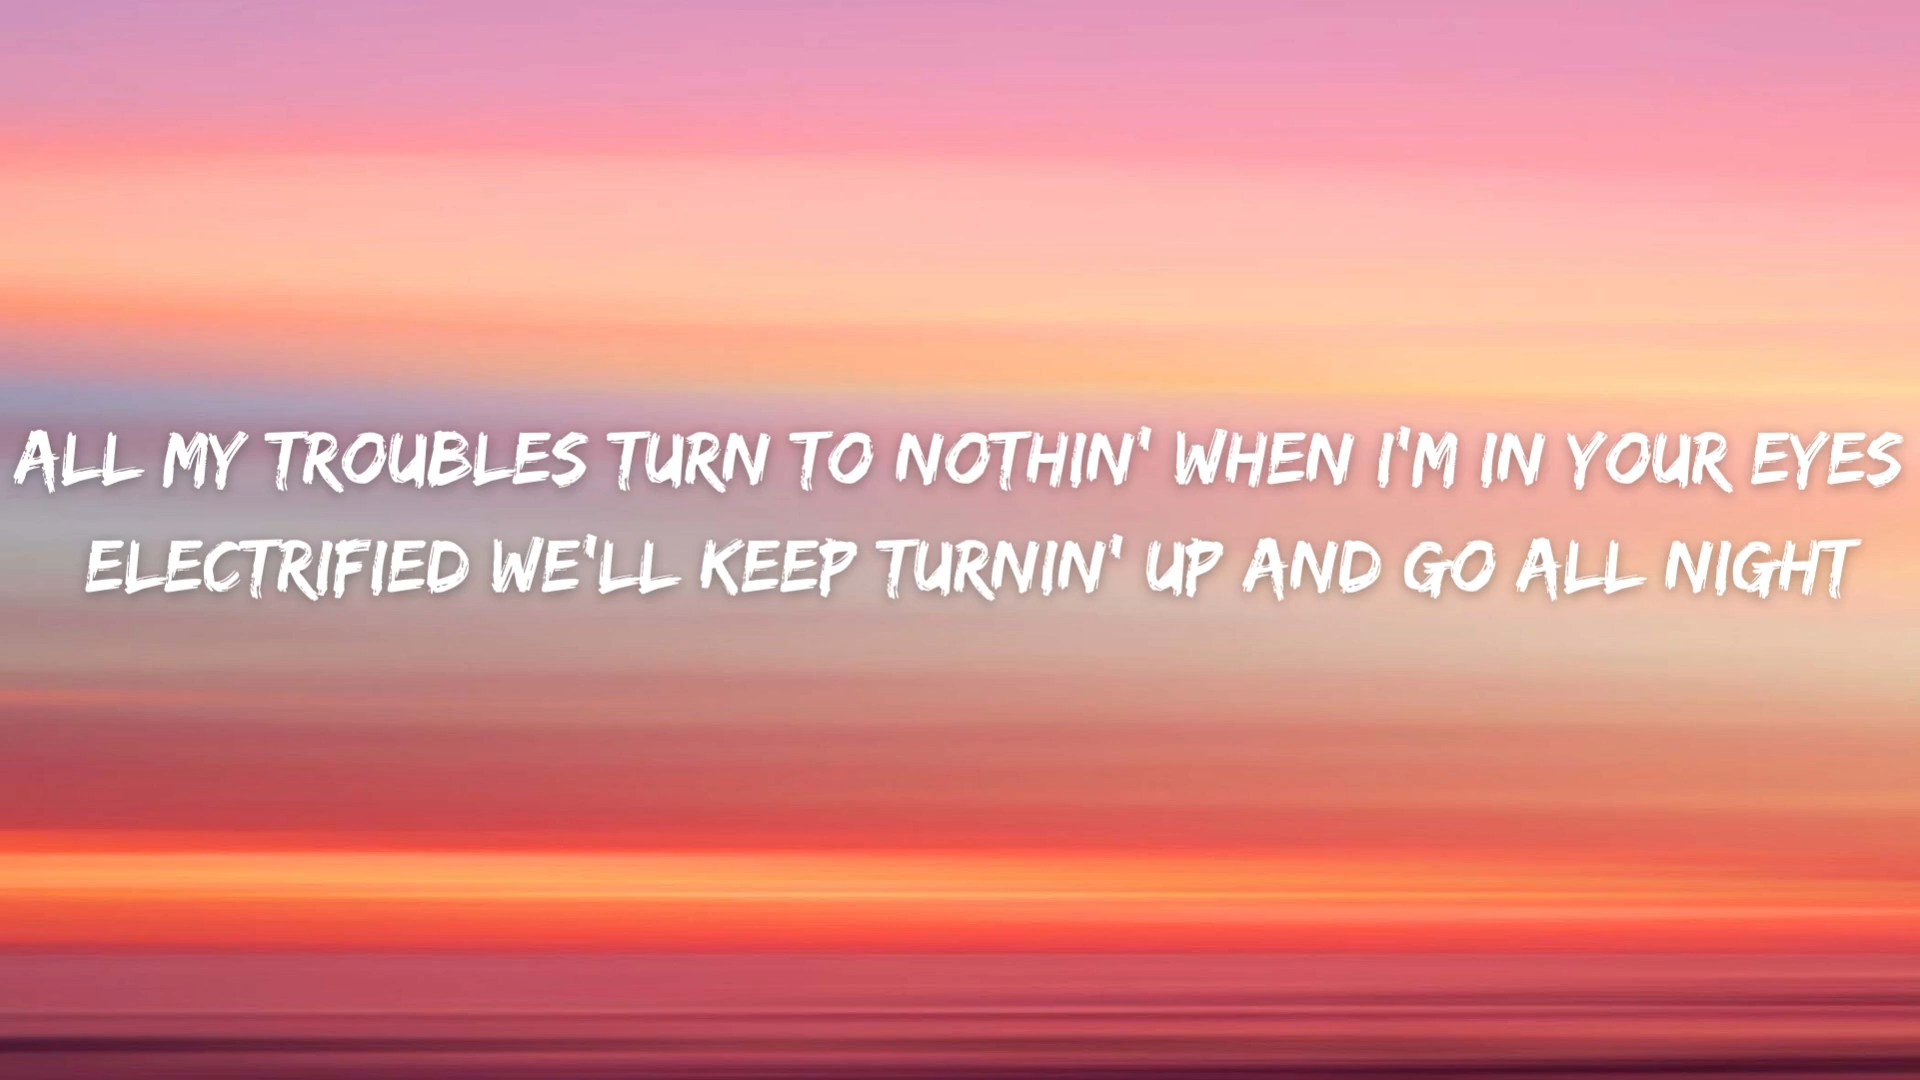 ALL MY TROUBLES TURN TO NOTHIN' WHEN I'M IN YOUR EYES
ELECTRIFIED WE'LL KEEP TURNIN' UP AND GO ALL NIGHT